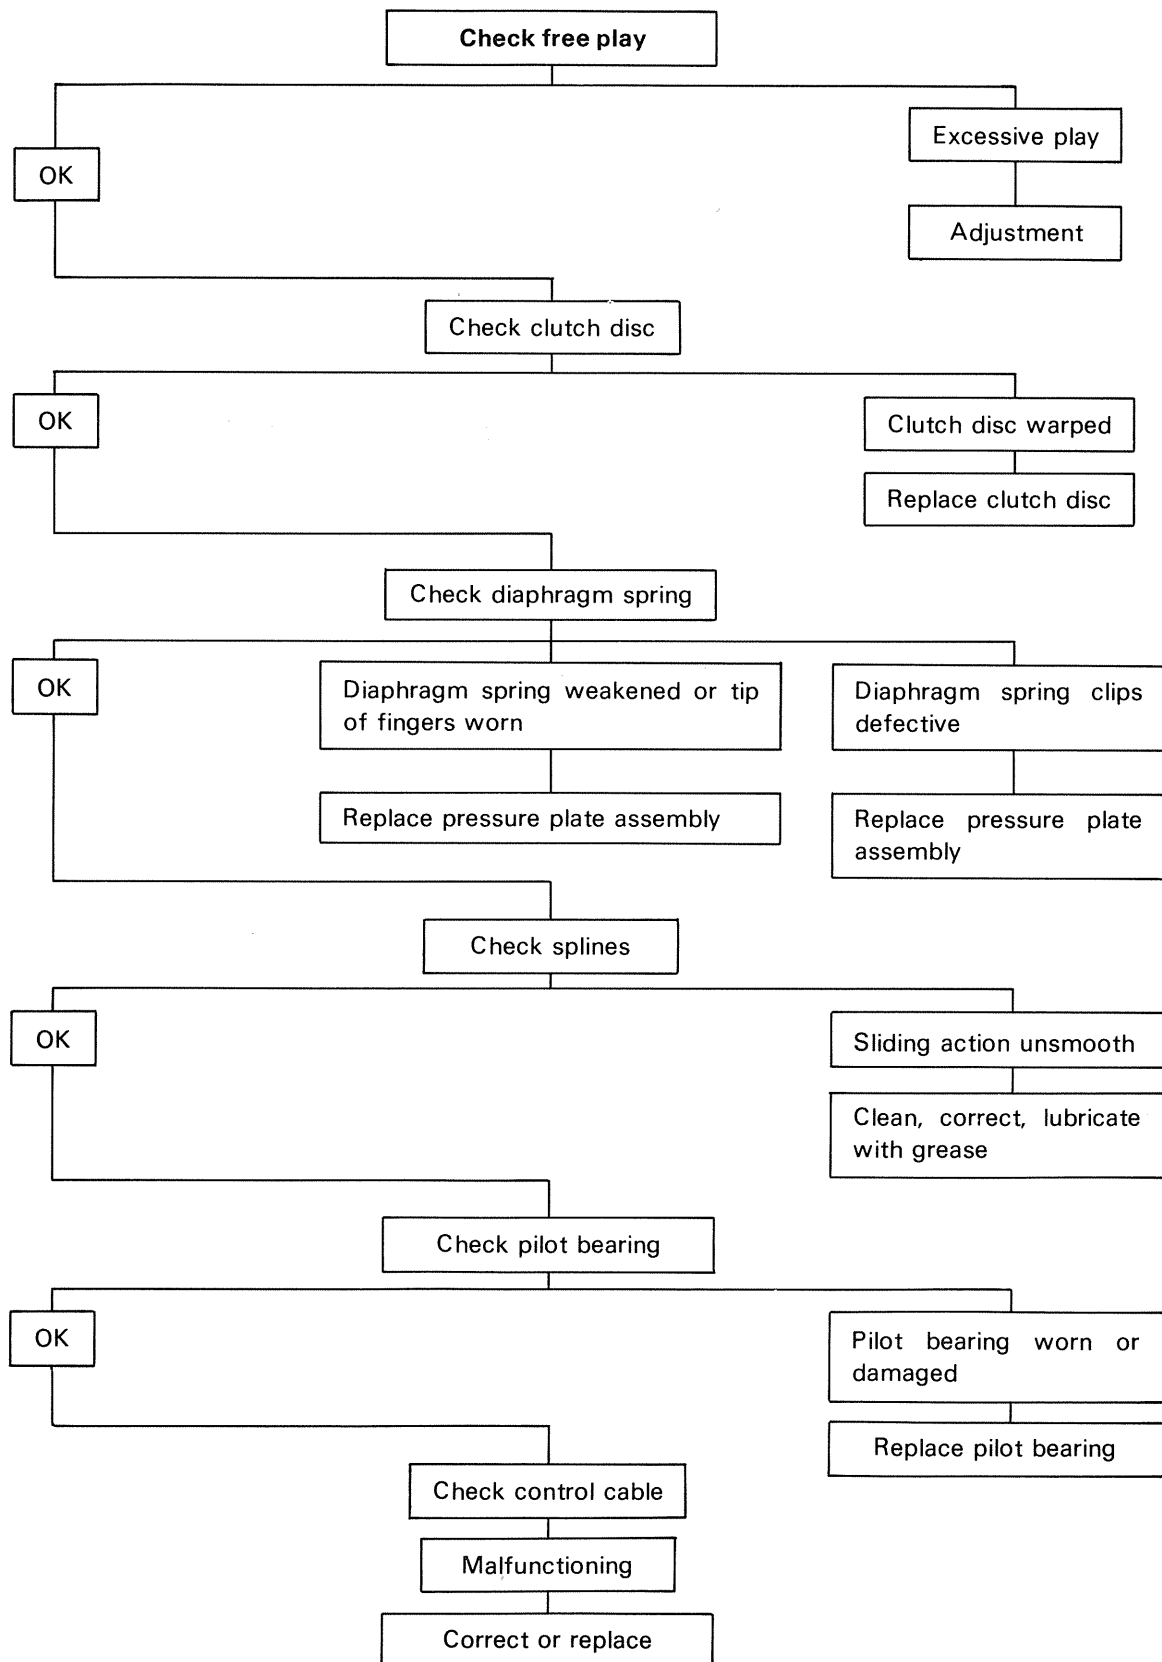 Check free play
Excessive play
OK
Adjustment
Check clutch disc
OK
Clutch disc warped
Replace clutch disc
Check diaphragm spring
OK
Diaphragm spring weakened or tip
of fingers worn
Diaphragm spring clips
defective
Replace pressure plate assembly
Replace pressure plate
assembly
Check splines
OK
Sliding action unsmooth
Clean, correct, lubricate
with grease
Check pilot bearing
OK
Pilot bearing worn or
damaged
Replace pilot bearing
Check control cable
Malfunctioning
Correct or replace